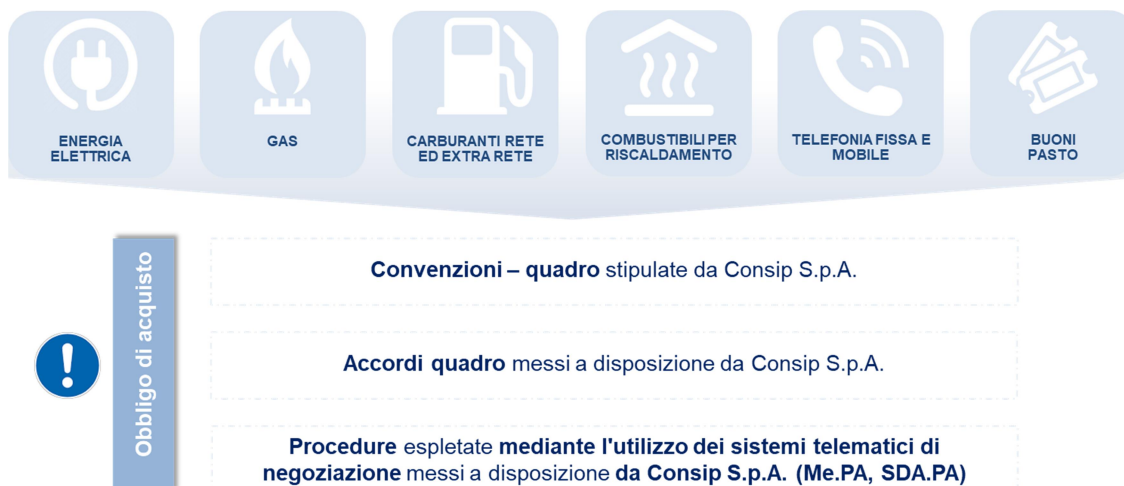 ENERGIA
ELETTRICA
GAS
CARBURANTI RETE
ED EXTRA RETE
COMBUSTIBILI PER
RISCALDAMENTO
TELEFONIA FISSA E
MOBILE
BUONI
PASTO
Obbligo di acquisto
Convenzioni – quadro stipulate da Consip S.p.A.
Accordi quadro messi a disposizione da Consip S.p.A.
Procedure espletate mediante l'utilizzo dei sistemi telematici di
negoziazione messi a disposizione da Consip S.p.A. (Me.PA, SDA.PA)